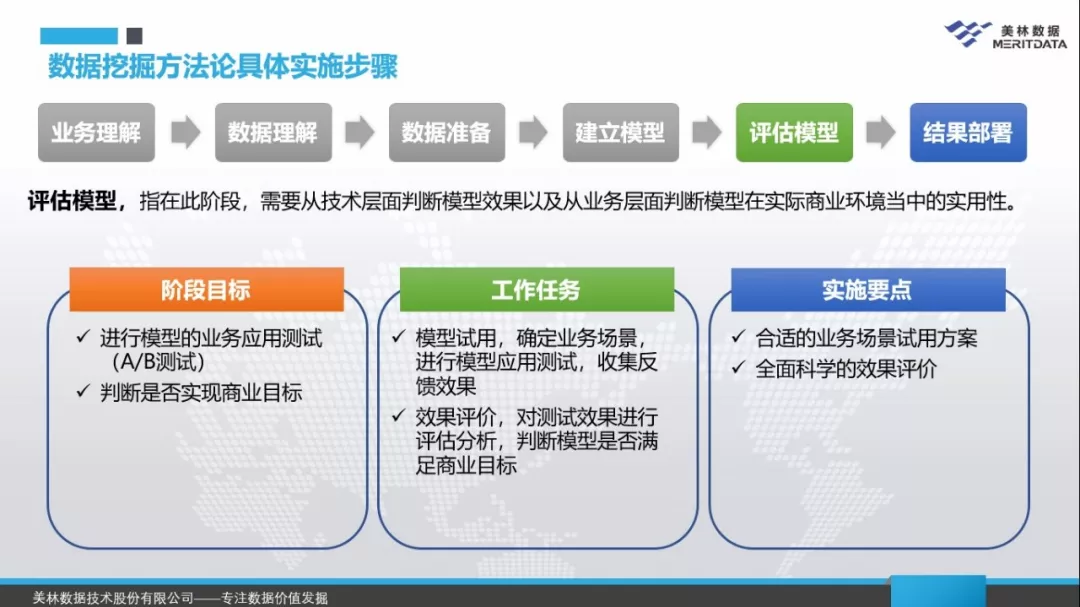 美林数据
MERITDATA
数据挖掘方法论具体实施步骤
业务理解
数据理解
数据准备
建立模型
评估模型
结果部署
评估模型，指在此阶段，需要从技术层面判断模型效果以及从业务层面判断模型在实际商业环境当中的实用性。
阶段目标
✓ 进行模型的业务应用测试
（A/B测试）
✓ 判断是否实现商业目标
工作任务
✓ 模型试用，确定业务场景，
进行模型应用测试，收集反
馈效果
✓ 效果评价，对测试效果进行
评估分析，判断模型是否满
足商业目标
实施要点
✓ 合适的业务场景试用方案
✓ 全面科学的效果评价
美林数据技术股份有限公司——专注数据价值发掘